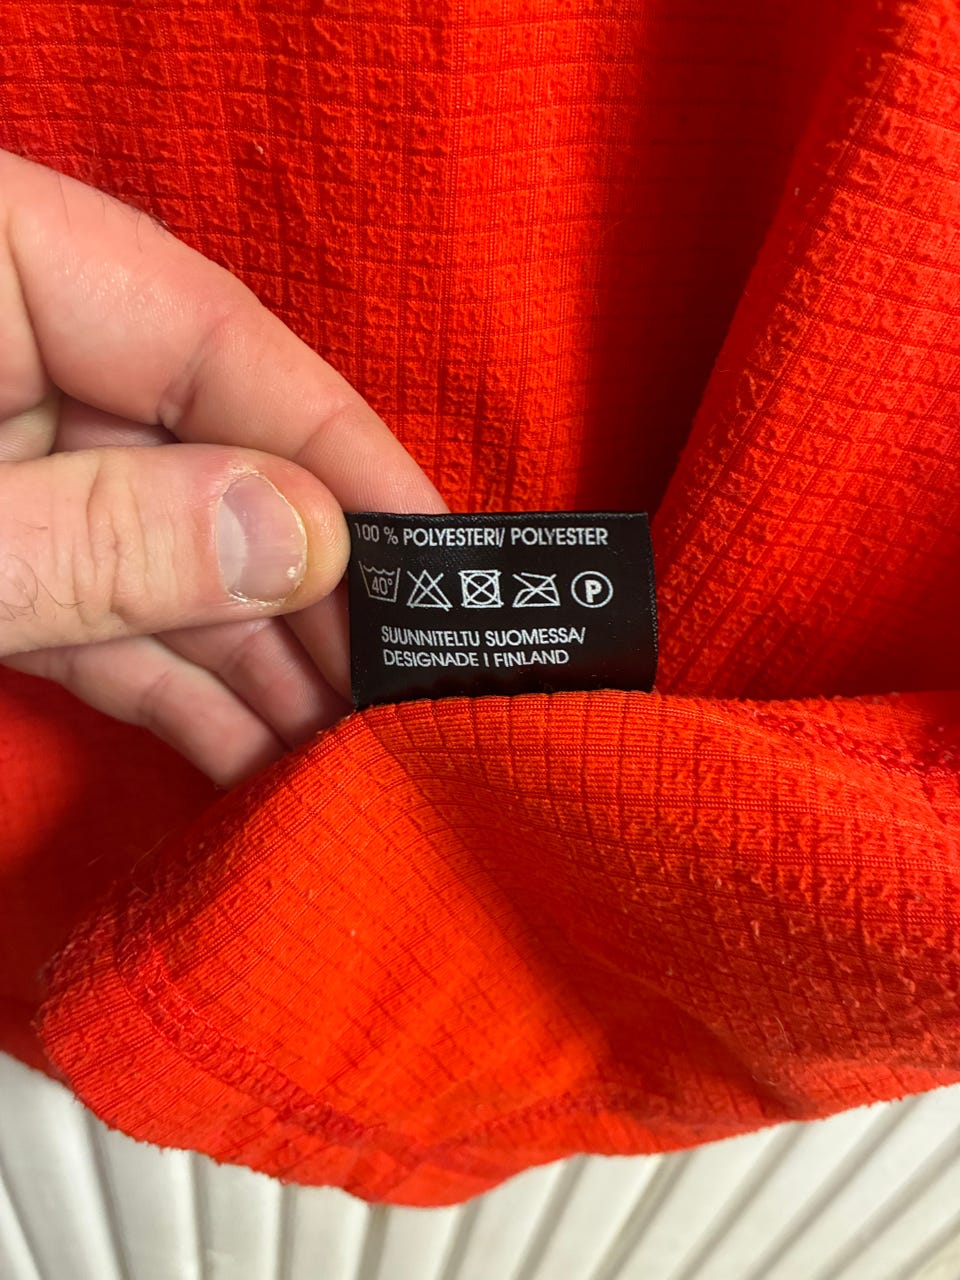 100 % POLYESTERI/ POLYESTER
40° P
SUUNNITELTU SUOMESSA/
DESIGNADE I FINLAND